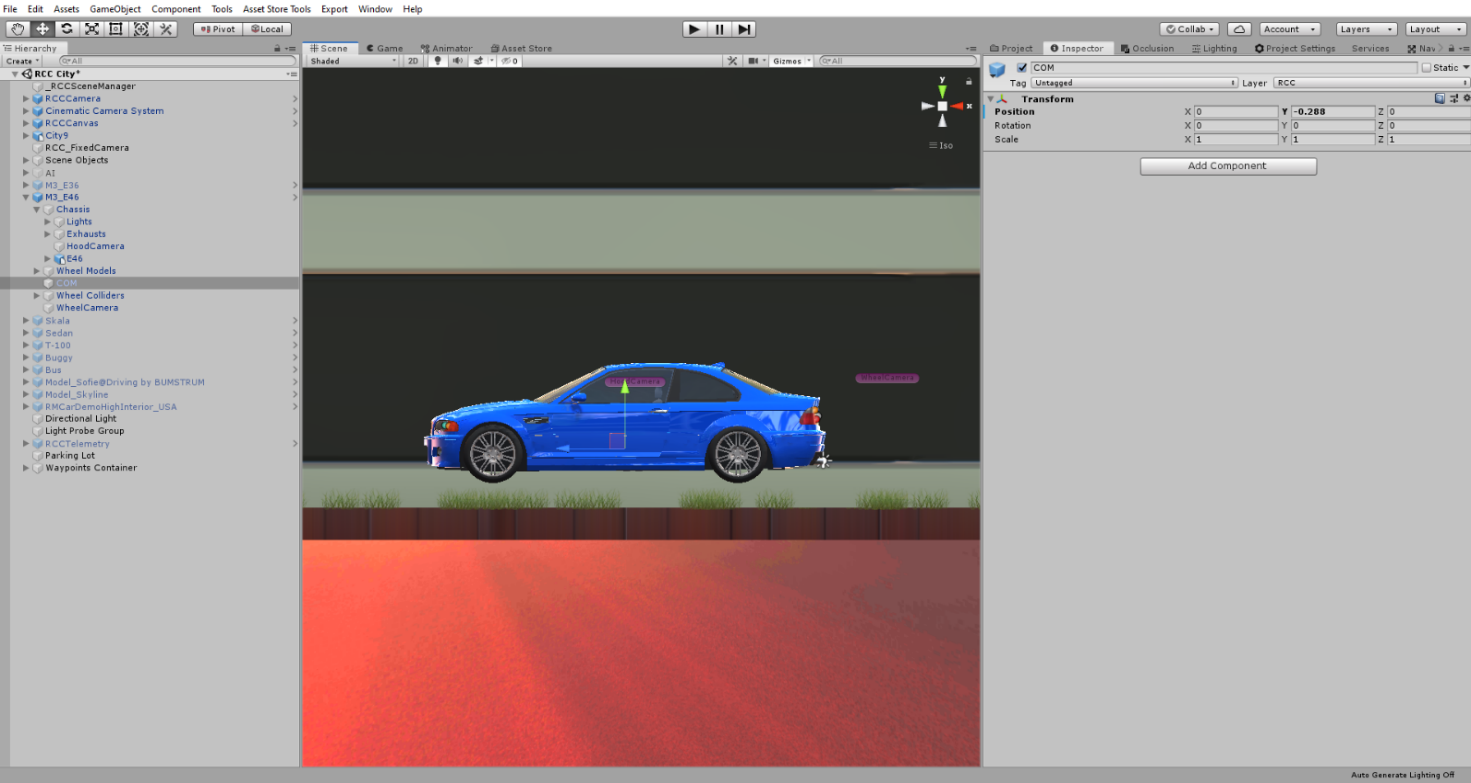 File Edit Assets GameObject Component Tools Asset Store Tools Export Window Help
Pivot Local Collab Account Layers Layout
Hierarchy Scene Game Animator Asset Store Project Inspector Occlusion Lighting Project Settings Services Nav
Create All Shaded 2D 0 Gizmos All
RCC City*
_RCCSceneManager
RCCCamera
Cinematic Camera System
RCCCanvas
City9
RCC_FixedCamera
Scene Objects
AI
M3_E36
M3_E46
Chassis
Lights
Exhausts
HoodCamera
E46
Wheel Models
COM
Wheel Colliders
WheelCamera
Skala
Sedan
T-100
Buggy
Bus
Model_Sofie@Driving by BUMSTRUM
Model_Skyline
RMCarDemoHighInterior_USA
Directional Light
Light Probe Group
RCCTelemetry
Parking Lot
Waypoints Container
y
x
Iso
HoodCamera
WheelCamera
COM Static
Tag Untagged Layer RCC
Transform
Position X 0 Y -0.288 Z 0
Rotation X 0 Y 0 Z 0
Scale X 1 Y 1 Z 1
Add Component
Auto Generate Lighting Off